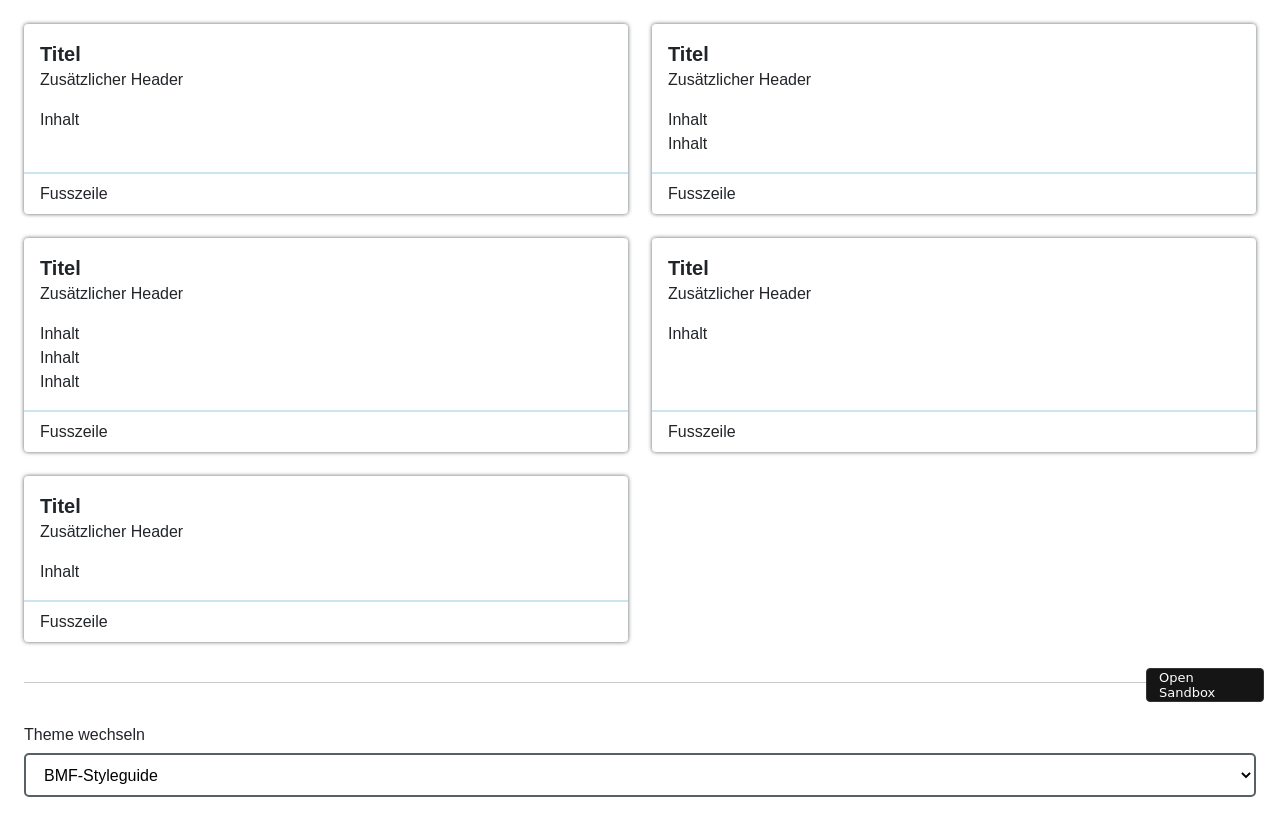 Titel
Zusätzlicher Header
Inhalt
Fusszeile
Titel
Zusätzlicher Header
Inhalt
Inhalt
Fusszeile
Titel
Zusätzlicher Header
Inhalt
Inhalt
Inhalt
Fusszeile
Titel
Zusätzlicher Header
Inhalt
Fusszeile
Titel
Zusätzlicher Header
Inhalt
Fusszeile
Open
Sandbox
Theme wechseln
BMF-Styleguide